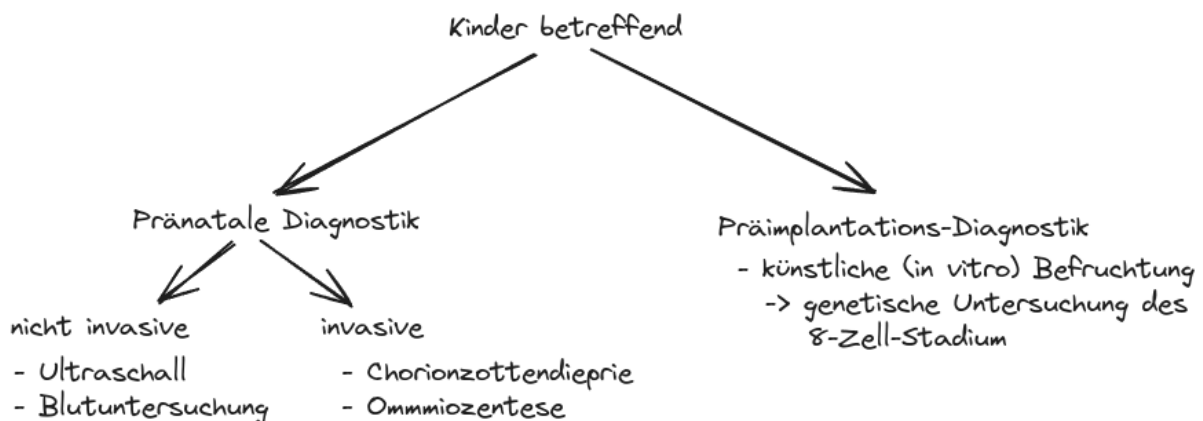 Kinder betreffend
Pränatale Diagnostik
nicht invasive
- Ultraschall
- Blutuntersuchung
invasive
- Chorionzottendieprie
- Ommmiozentese
Präimplantations-Diagnostik
- künstliche (in vitro) Befruchtung
-> genetische Untersuchung des
8-Zell-Stadium